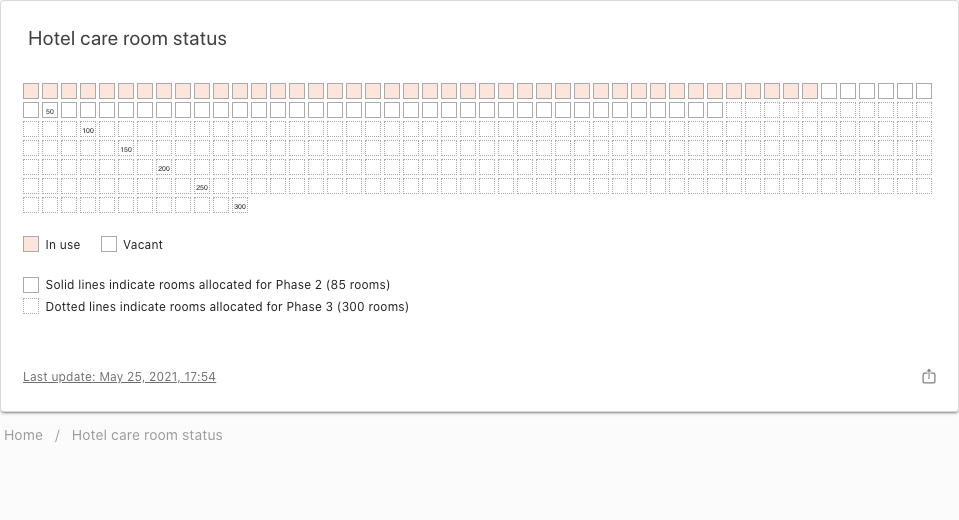 Hotel care room status
50
100
150
200
250
300
In use Vacant
Solid lines indicate rooms allocated for Phase 2 (85 rooms)
Dotted lines indicate rooms allocated for Phase 3 (300 rooms)
Last update: May 25, 2021, 17:54
Home / Hotel care room status